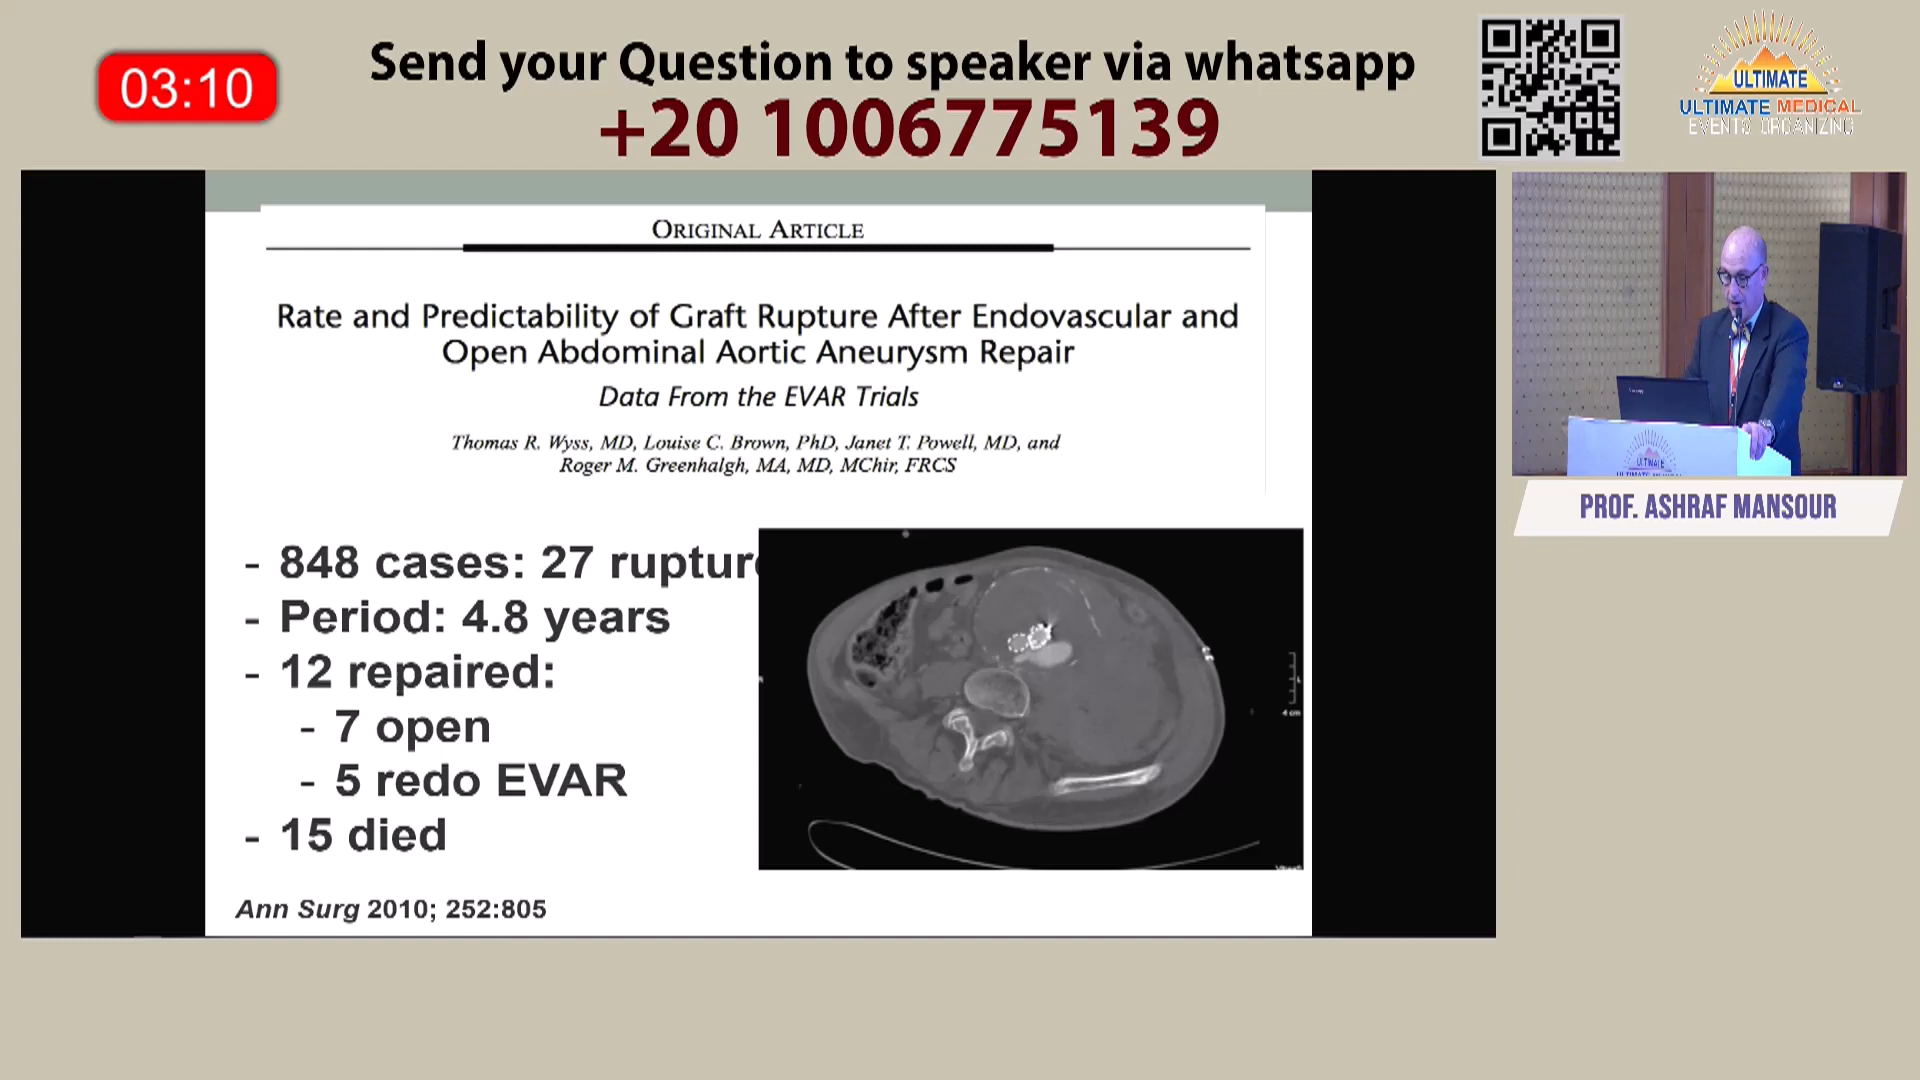 03:10
Send your Question to speaker via whatsapp
+20 1006775139
ULTIMATE
ULTIMATE MEDICAL
EVENTS ORGANIZING
ORIGINAL ARTICLE
Rate and Predictability of Graft Rupture After Endovascular and
Open Abdominal Aortic Aneurysm Repair
Data From the EVAR Trials
Thomas R. Wyss, MD, Louise C. Brown, PhD, Janet T. Powell, MD, and
Roger M. Greenhalgh, MA, MD, MChir, FRCS
- 848 cases: 27 rupture
- Period: 4.8 years
- 12 repaired:
- 7 open
- 5 redo EVAR
- 15 died
4 cm
Ann Surg 2010; 252:805
ULTIMATE
PROF. ASHRAF MANSOUR